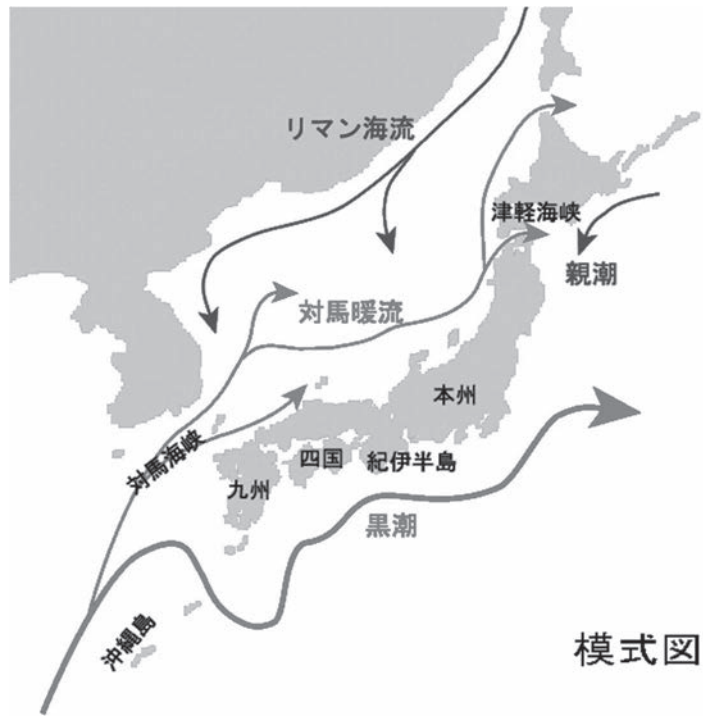 リマン海流
津軽海峡
親潮
対馬暖流
本州
対馬海峡
四国
紀伊半島
九州
黒潮
沖縄島
模式図